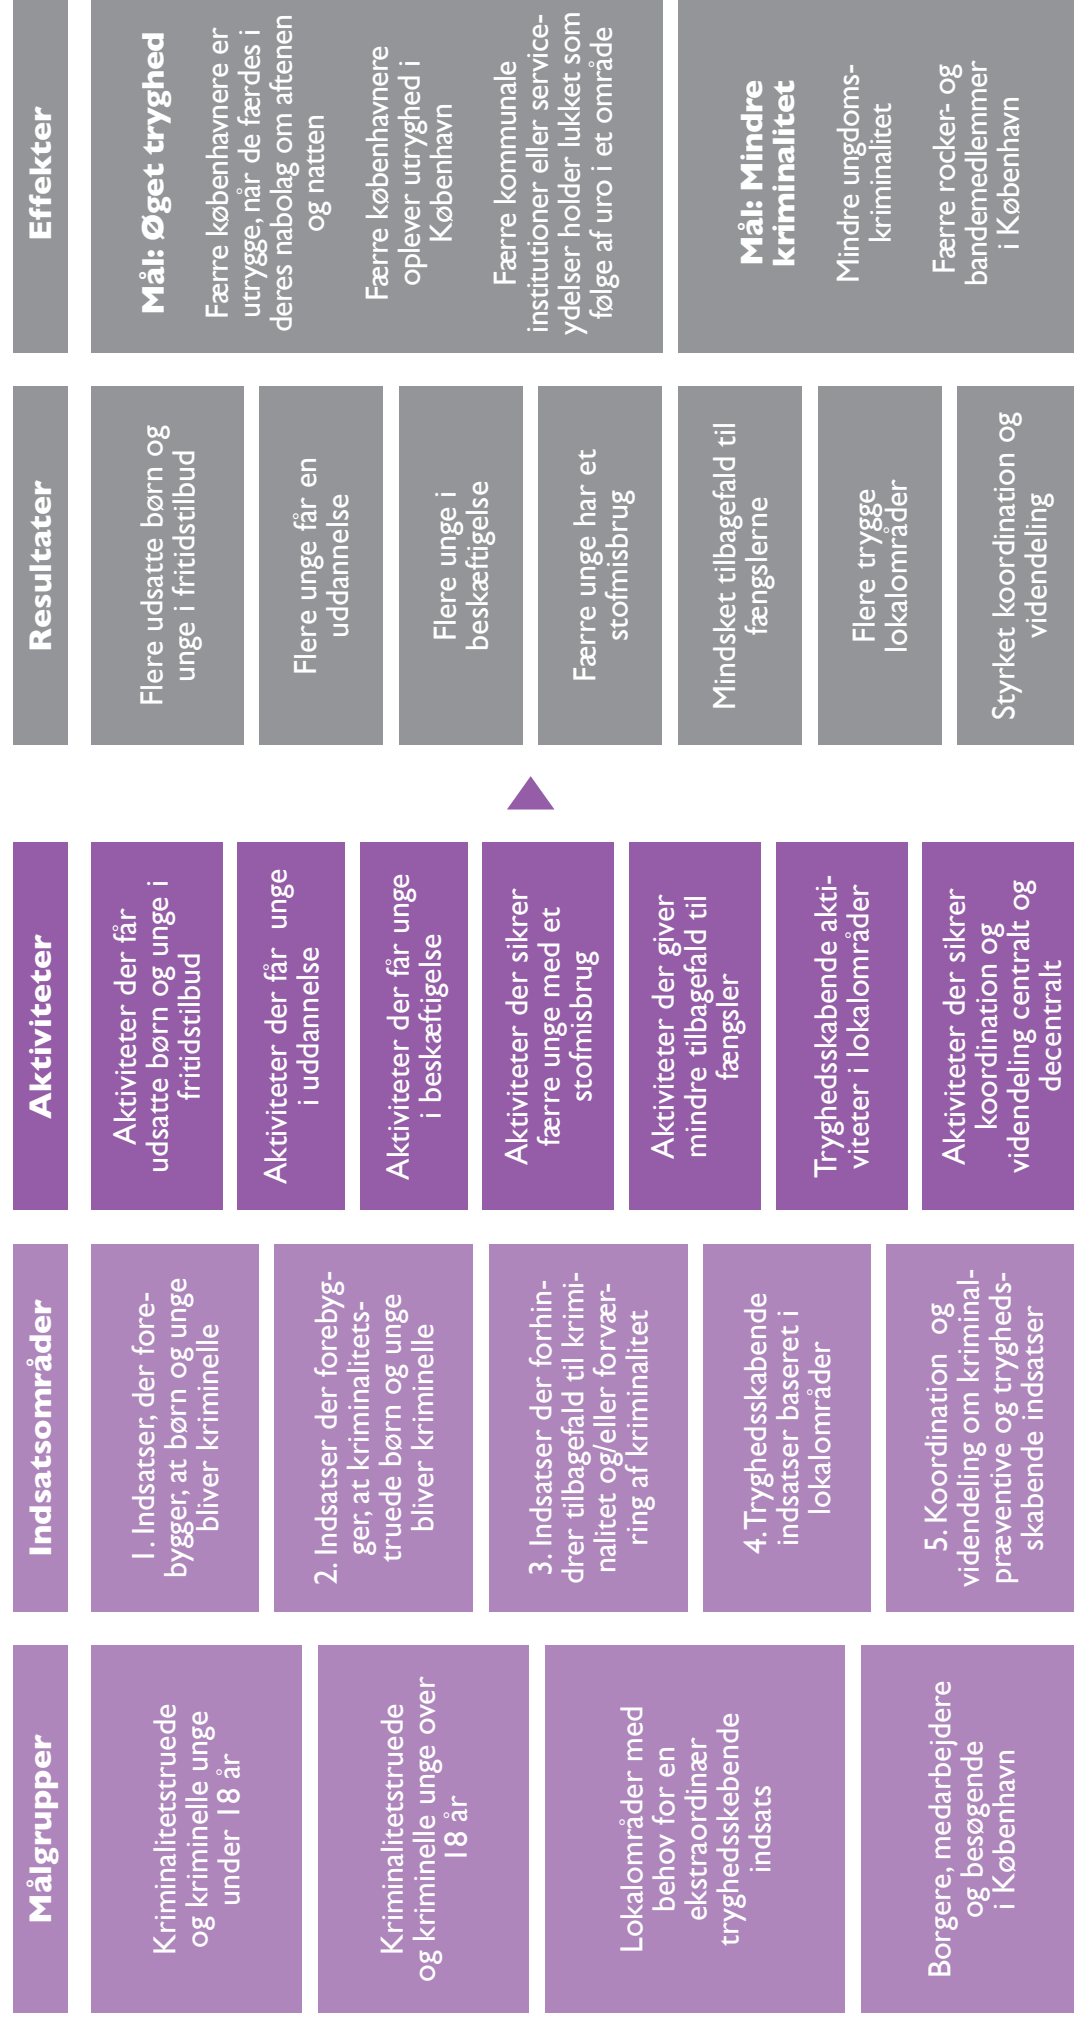 Målgrupper
Kriminalitetstruede
og kriminelle unge
under 18 år
Kriminalitetstruede
og kriminelle unge over
18 år
Lokalområder med
behov for en
ekstraordinær
tryghedsskebende
indsats
Borgere, medarbejdere
og besøgende
i København
Indsatsområder
1. Indsatser, der fore-
bygger, at børn og unge
bliver kriminelle
2. Indsatser der forebyg-
ger, at kriminalitets-
truede børn og unge
bliver kriminelle
3. Indsatser der forhin-
drer tilbagefald til krimi-
nalitet og/eller forvær-
ring af kriminalitet
4. Tryghedsskabende
indsatser baseret i
lokalområder
5. Koordination og
videndeling om kriminal-
præventive og trygheds-
skabende indsatser
Aktiviteter
Aktiviteter der får
udsatte børn og unge i
fritidstilbud
Aktiviteter der får unge
i uddannelse
Aktiviteter der får unge
i beskæftigelse
Aktiviteter der sikrer
færre unge med et
stofmisbrug
Aktiviteter der giver
mindre tilbagefald til
fængsler
Tryghedsskabende akti-
viteter i lokalområder
Aktiviteter der sikrer
koordination og
videndeling centralt og
decentralt
Resultater
Flere udsatte børn og
unge i fritidstilbud
Flere unge får en
uddannelse
Flere unge i
beskæftigelse
Færre unge har et
stofmisbrug
Mindsket tilbagefald til
fængslerne
Flere trygge
lokalområder
Styrket koordination og
videndeling
Effekter
Mål: Øget tryghed
Færre københavnere er
utrygge, når de færdes i
deres nabolag om aftenen
og natten
Færre københavnere
oplever utryghed i
København
Færre kommunale
institutioner eller service-
ydelser holder lukket som
følge af uro i et område
Mål: Mindre
kriminalitet
Mindre ungdoms-
kriminalitet
Færre rocker- og
bandemedlemmer
i København